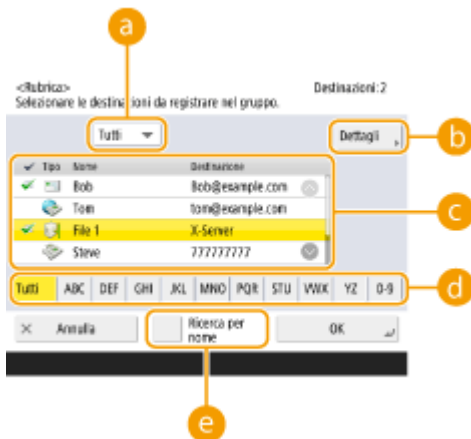 a
<Rubrica>
Destinazioni:2
Selezionare le destinazioni da registrare nel gruppo.
Tutti
Dettagli
b
Tipo Nome Destinazione
Bob Bob@example.com
Tom tom@example.com
c
File 1 X-Server
Steve 777777777
Tutti ABC DEF GHI JKL MNO PQR STU VWX YZ 0-9
d
Annulla
Ricerca per
nome
OK
e